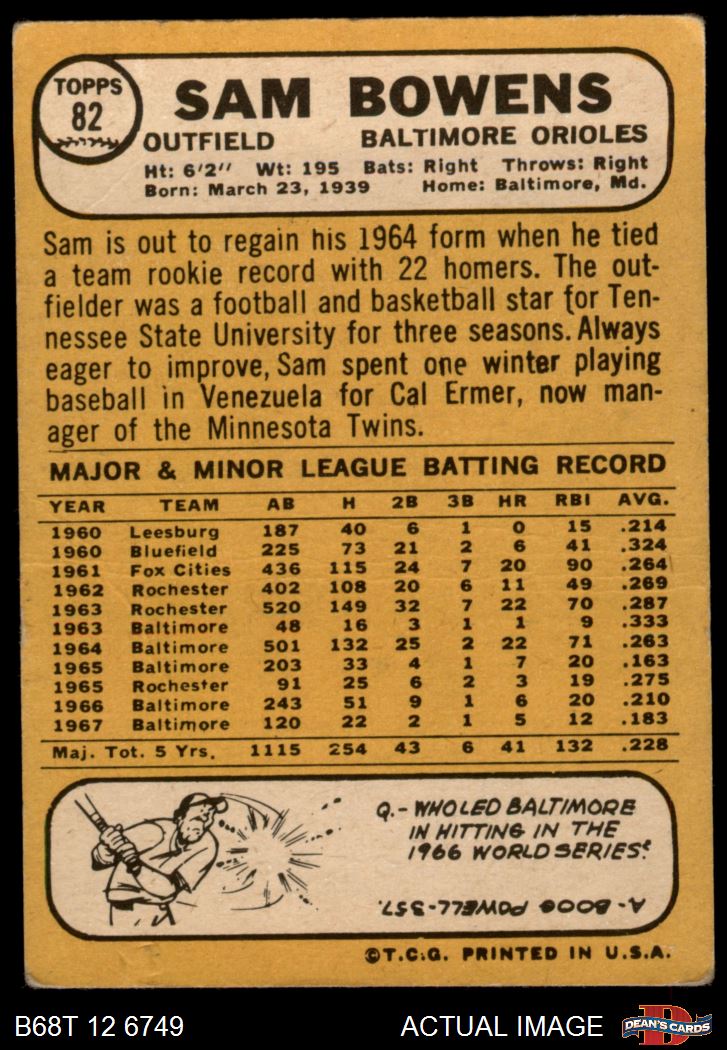 TOPPS
82
SAM BOWENS
OUTFIELD BALTIMORE ORIOLES
Ht: 6'2" Wt: 195 Bats: Right Throws: Right
Born: March 23, 1939 Home: Baltimore, Md.
Sam is out to regain his 1964 form when he tied
a team rookie record with 22 homers. The out-
fielder was a football and basketball star for Ten-
nessee State University for three seasons. Always
eager to improve, Sam spent one winter playing
baseball in Venezuela for Cal Ermer, now man-
ager of the Minnesota Twins.
MAJOR & MINOR LEAGUE BATTING RECORD
YEAR TEAM AB H 2B 3B HR RBI AVG.
1960 Leesburg 187 40 6 1 0 15 .214
1960 Bluefield 225 73 21 2 6 41 .324
1961 Fox Cities 436 115 24 7 20 90 .264
1962 Rochester 402 108 20 6 11 49 .269
1963 Rochester 520 149 32 7 22 70 .287
1963 Baltimore 48 16 3 1 1 9 .333
1964 Baltimore 501 132 25 2 22 71 .263
1965 Baltimore 203 33 4 1 7 20 .163
1965 Rochester 91 25 6 2 3 19 .275
1966 Baltimore 243 51 9 1 6 20 .210
1967 Baltimore 120 22 2 1 5 12 .183
Maj. Tot. 5 Yrs. 1115 254 43 6 41 132 .228
Q.- WHO LED BALTIMORE
IN HITTING IN THE
1966 WORLD SERIES?
A- BOOG POWELL-.357.
©T.C.G. PRINTED IN U.S.A.
B68T 12 6749 ACTUAL IMAGE
D
DEAN'S CARDS